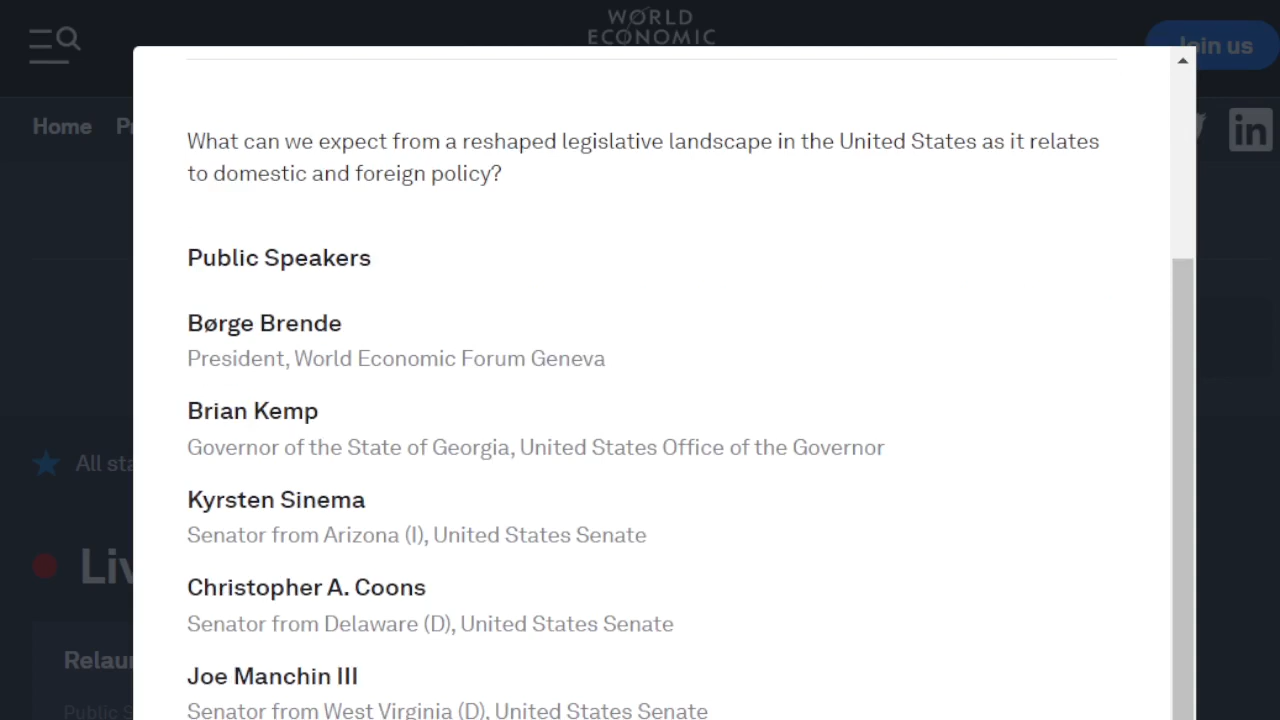 WORLD
ECONOMIC
Join us
Home
What can we expect from a reshaped legislative landscape in the United States as it relates
to domestic and foreign policy?
Public Speakers
Børge Brende
President, World Economic Forum Geneva
Brian Kemp
Governor of the State of Georgia, United States Office of the Governor
Kyrsten Sinema
Senator from Arizona (I), United States Senate
All
Christopher A. Coons
Senator from Delaware (D), United States Senate
Joe Manchin III
Senator from West Virginia (D), United States Senate
Public